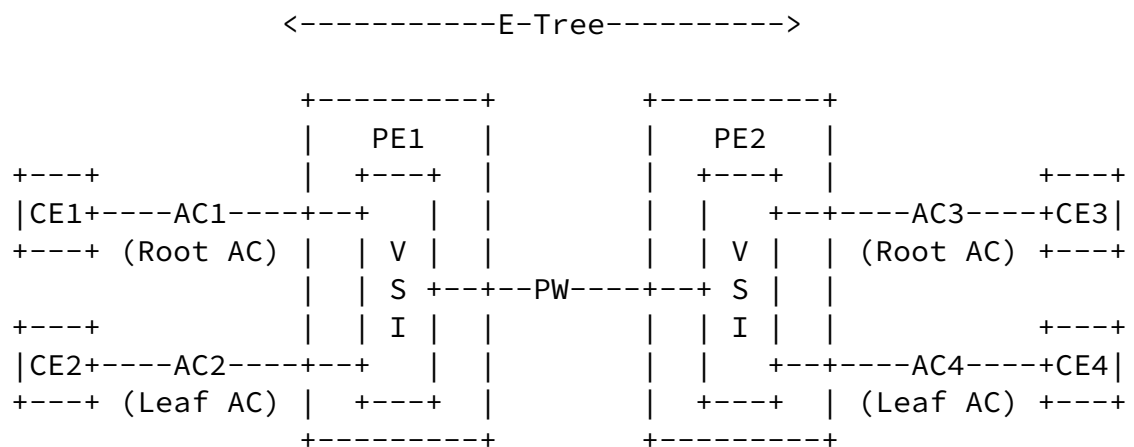 <-----------E-Tree---------->
+---------+ +---------+
| PE1 | | PE2 |
+---+ | +---+ | | +---+ | +---+
|CE1+----AC1----+--+ | | | | +--+----AC3----+CE3|
+---+ (Root AC) | | V | | | | V | | (Root AC) +---+
| | S +--+--PW----+--+ S | |
+---+ | | I | | | | I | | +---+
|CE2+----AC2----+--+ | | | | +--+----AC4----+CE4|
+---+ (Leaf AC) | +---+ | | +---+ | (Leaf AC) +---+
+---------+ +---------+